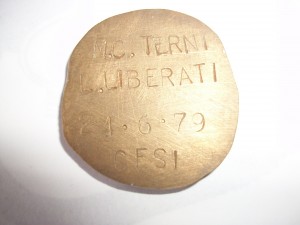 M.C. TERNI
L. LIBERATI
1·6·79
CESI